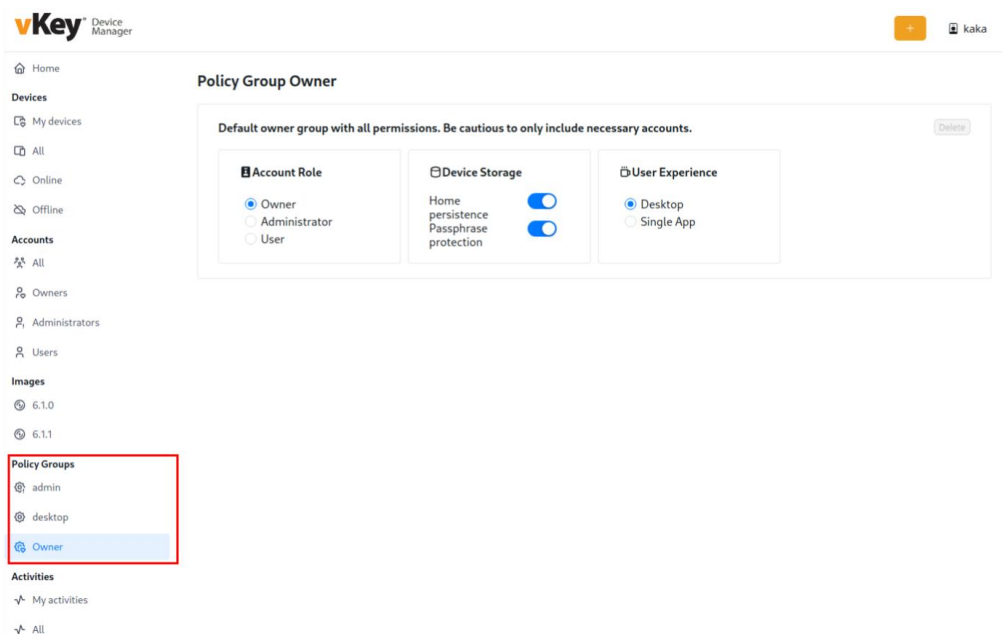 vKey Device Manager
+
kaka
Home
Devices
My devices
All
Online
Offline
Accounts
All
Owners
Administrators
Users
Images
6.1.0
6.1.1
Policy Groups
admin
desktop
Owner
Activities
My activities
All
Policy Group Owner
Default owner group with all permissions. Be cautious to only include necessary accounts.
Delete
Account Role
Owner
Administrator
User
Device Storage
Home
persistence
Passphrase
protection
User Experience
Desktop
Single App